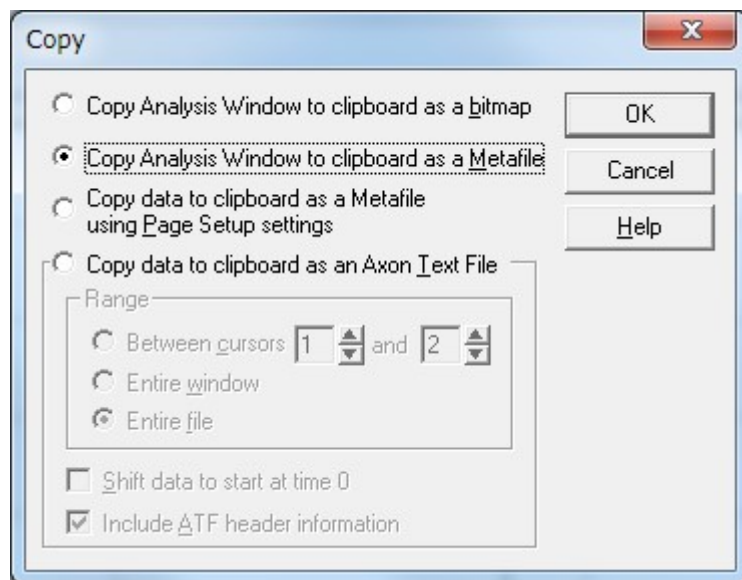 Copy
Copy Analysis Window to clipboard as a bitmap
OK
Copy Analysis Window to clipboard as a Metafile
Cancel
Copy data to clipboard as a Metafile
using Page Setup settings
Help
Copy data to clipboard as an Axon Text File
Range
Between cursors 1 and 2
Entire window
Entire file
Shift data to start at time 0
Include ATF header information